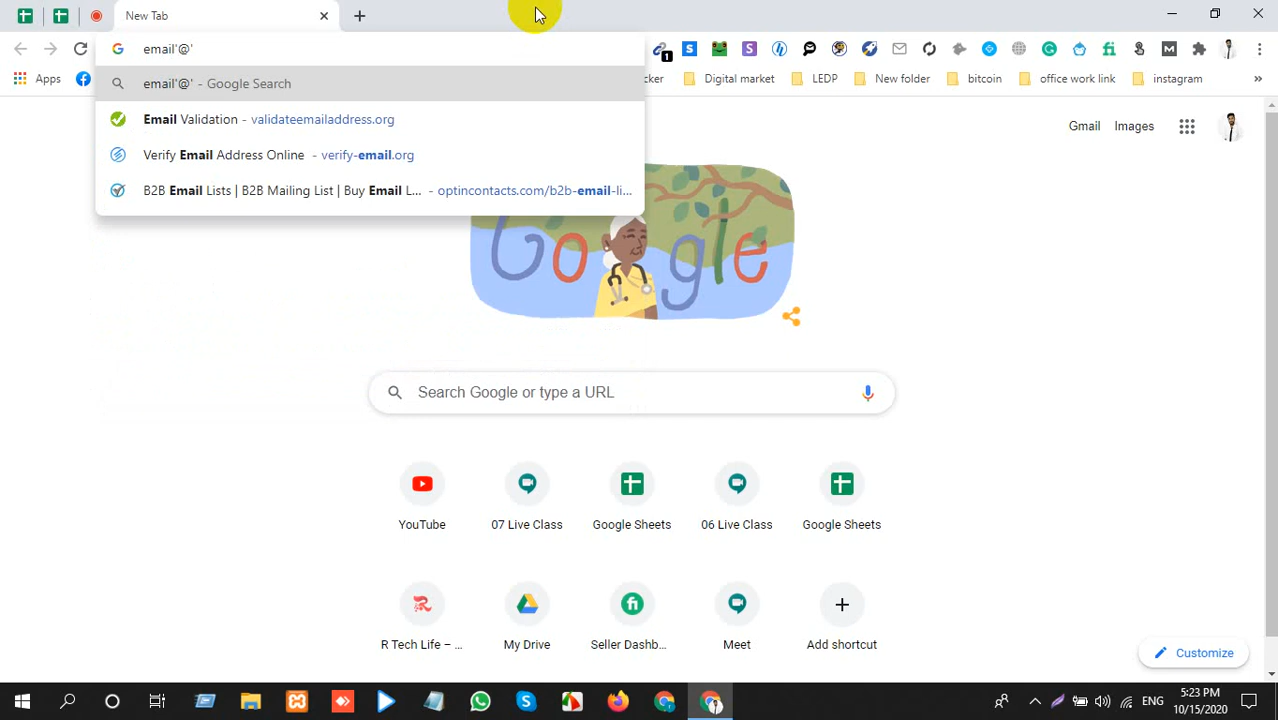 New Tab
email'@'
1
email'@' - Google Search
Email Validation - validateemailaddress.org
Verify Email Address Online - verify-email.org
B2B Email Lists | B2B Mailing List | Buy Email L... - optincontacts.com/b2b-email-li...
Apps
cker
Digital market
LEDP
New folder
bitcoin
office work link
instagram
»
Gmail
Images
Google
Search Google or type a URL
YouTube
07 Live Class
Google Sheets
06 Live Class
Google Sheets
R Tech Life – ...
My Drive
Seller Dashb...
Meet
Add shortcut
Customize
ENG
5:23 PM
10/15/2020